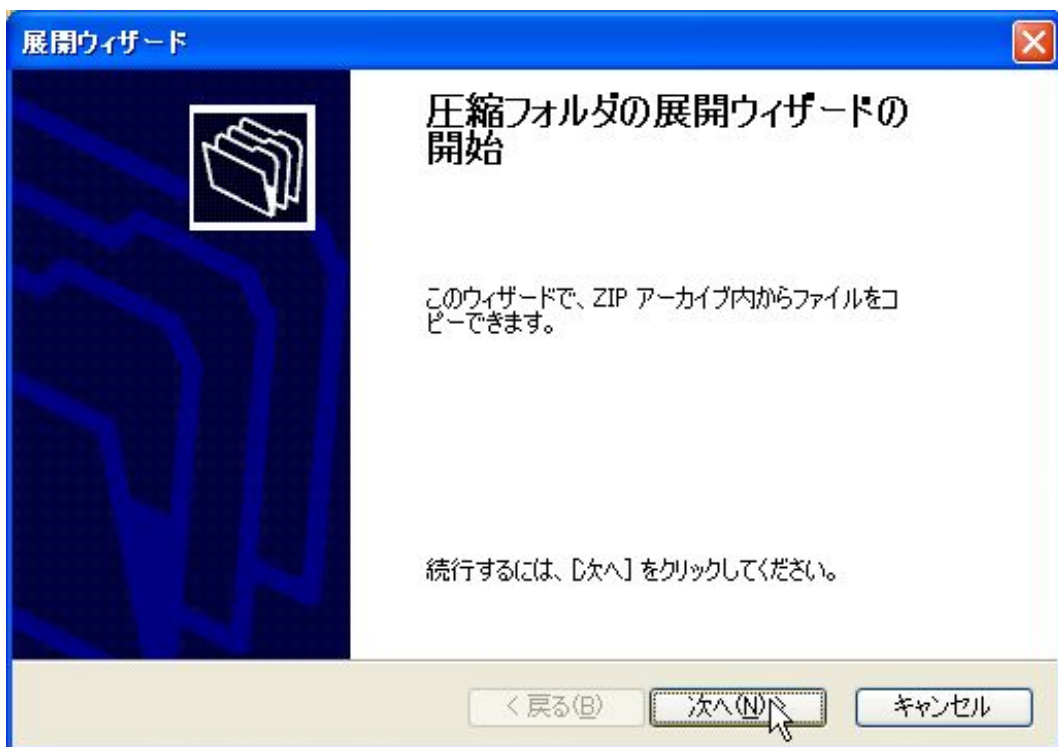 展開ウィザード
圧縮フォルダの展開ウィザードの
開始
このウィザードで、ZIP アーカイブ内からファイルをコ
ピーできます。
続行するには、[次へ] をクリックしてください。
< 戻る(B)
次へ(N) >
キャンセル